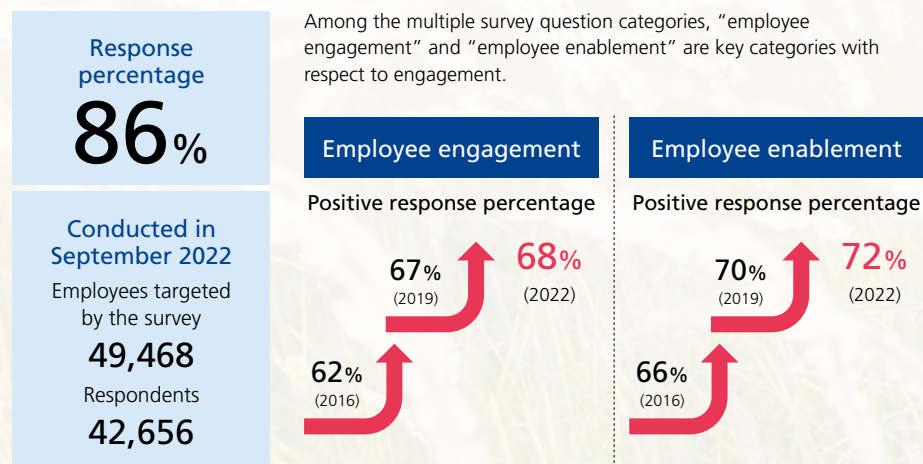 Response
percentage
86%
Conducted in
September 2022
Employees targeted
by the survey
49,468
Respondents
42,656
Among the multiple survey question categories, “employee
engagement” and “employee enablement” are key categories with
respect to engagement.
Employee engagement
Positive response percentage
62%
(2016)
67%
(2019)
68%
(2022)
Employee enablement
Positive response percentage
66%
(2016)
70%
(2019)
72%
(2022)